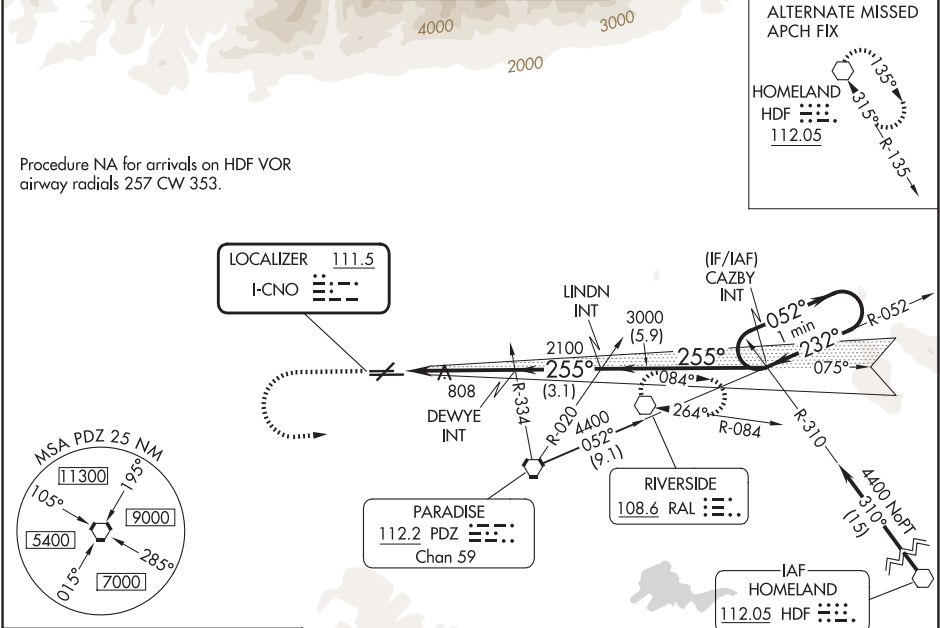 4000
3000
2000
ALTERNATE MISSED
APCH FIX
HOMELAND
HDF
112.05
135°
315°
R-135
Procedure NA for arrivals on HDF VOR
airway radials 257 CW 353.
LOCALIZER 111.5
I-CNO
(IF/IAF)
CAZBY
INT
LINDN
INT
3000
(5.9)
052°
1 min
232°
R-052
2100
255°
(3.1)
255°
075°
808
DEWYE
INT
R-334
R-020
084°
264°
R-084
4400
052°
(9.1)
R-310
4400 NoPT
310°
(15)
MSA PDZ 25 NM
11300
105°
195°
9000
5400
285°
015°
7000
PARADISE
112.2 PDZ
Chan 59
RIVERSIDE
108.6 RAL
IAF
HOMELAND
112.05 HDF